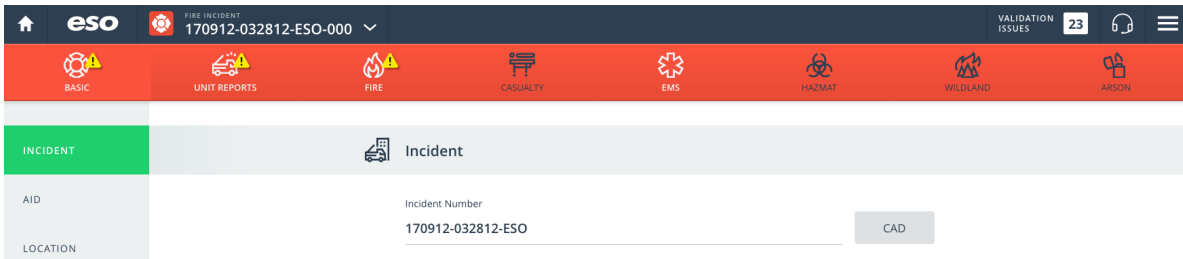 eso
FIRE INCIDENT
170912-032812-ESO-000
VALIDATION
ISSUES
23
BASIC
UNIT REPORTS
FIRE
CASUALTY
EMS
HAZMAT
WILDLAND
ARSON
INCIDENT
Incident
AID
Incident Number
170912-032812-ESO
CAD
LOCATION